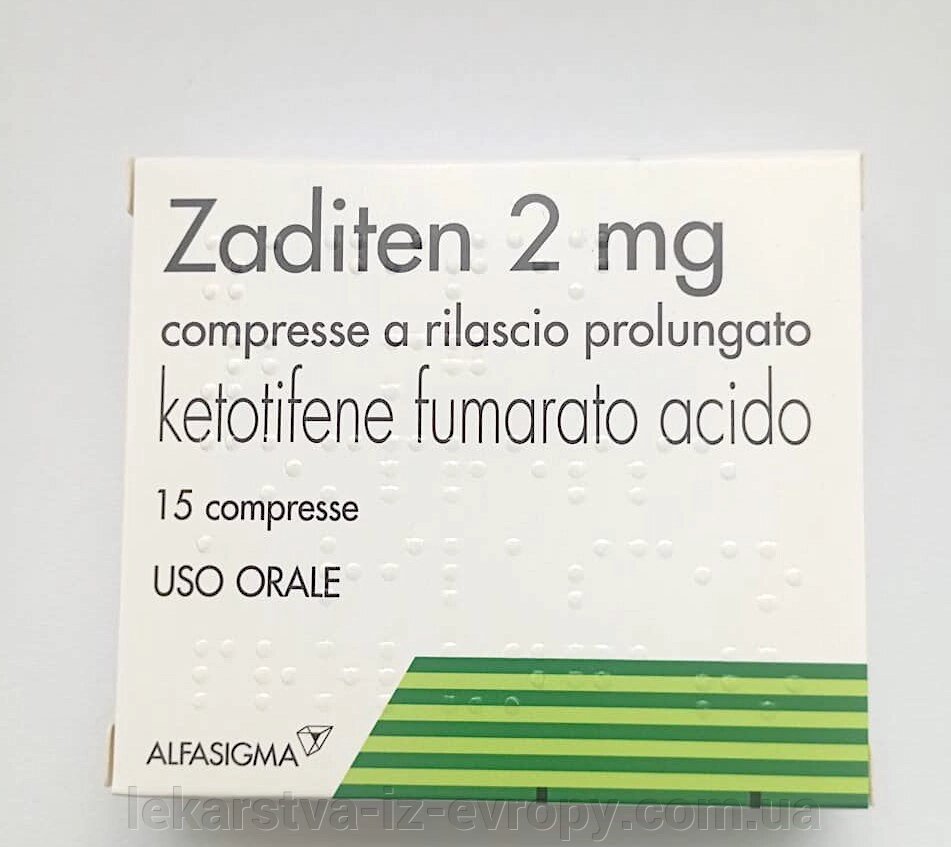 Zaditen 2 mg
compresse a rilascio prolungato
ketotifene fumarato acido
15 compresse
USO ORALE
ALFASIGMA
lekarstva-iz-evropy.com.ua